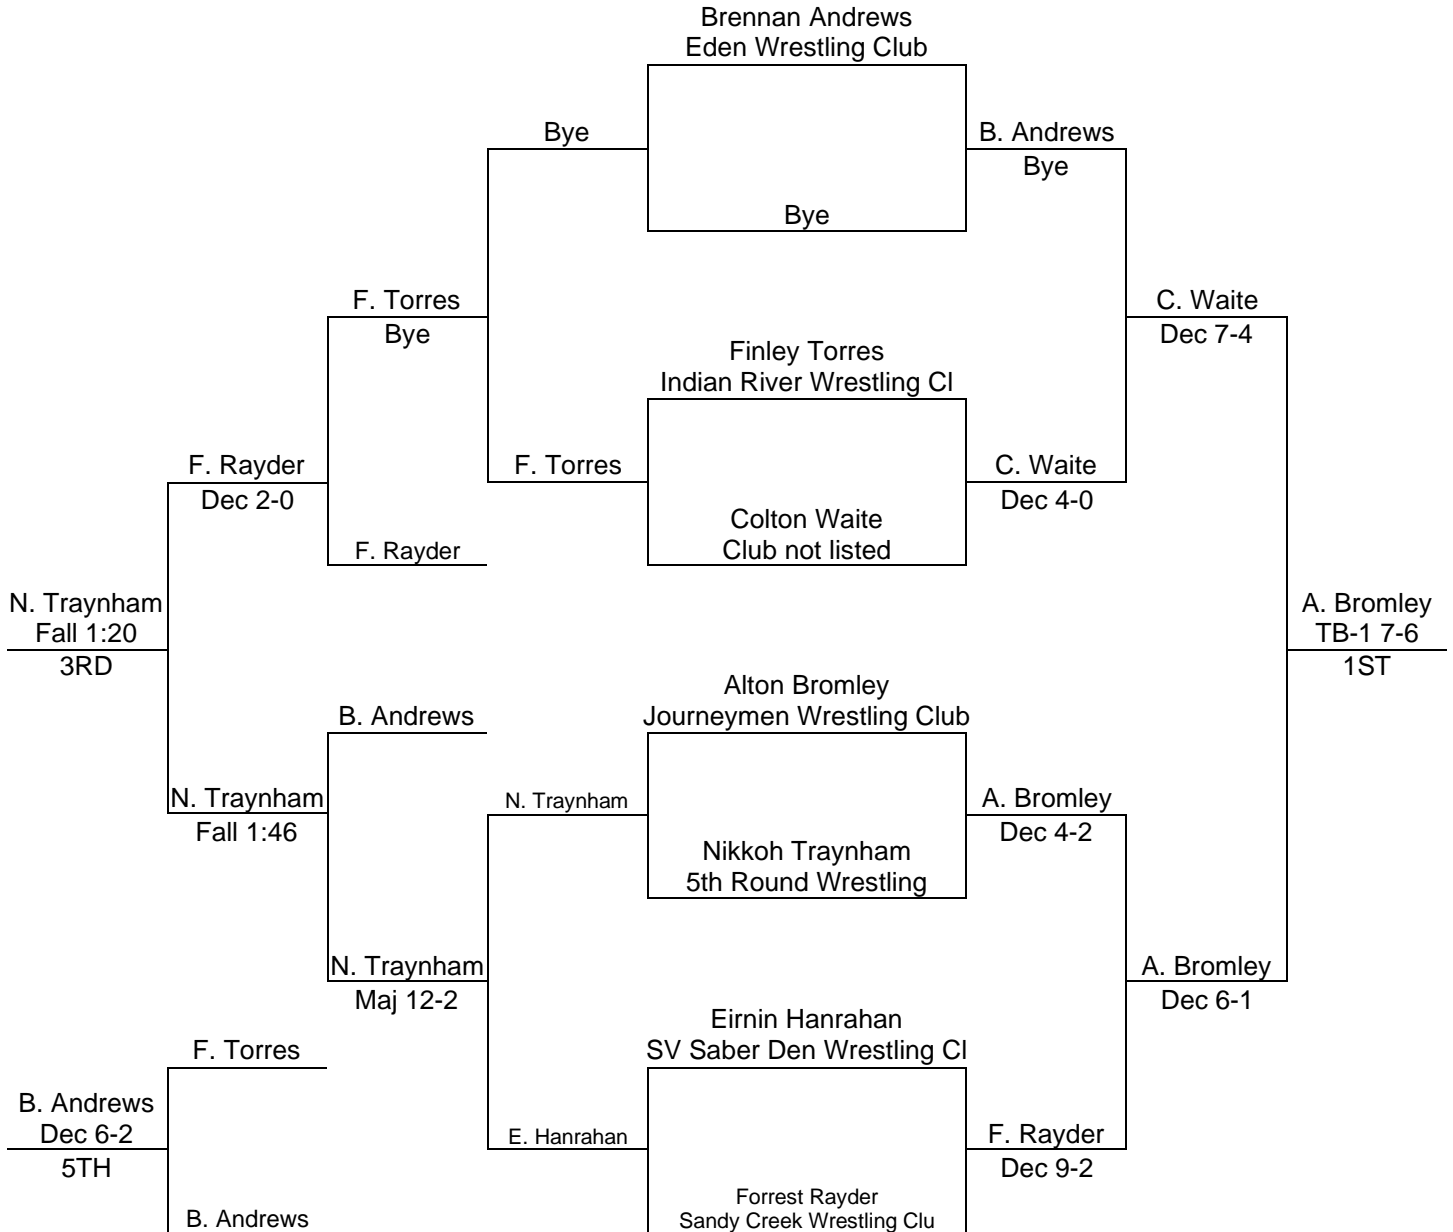 Brennan Andrews
Eden Wrestling Club
Bye
B. Andrews
Bye
Bye
F. Torres
Bye
C. Waite
Dec 7-4
Finley Torres
Indian River Wrestling Cl
F. Rayder
Dec 2-0
F. Torres
C. Waite
Dec 4-0
Colton Waite
Club not listed
F. Rayder
N. Traynham
Fall 1:20
3RD
A. Bromley
TB-1 7-6
1ST
Alton Bromley
Journeymen Wrestling Club
B. Andrews
N. Traynham
Fall 1:46
N. Traynham
A. Bromley
Dec 4-2
Nikkoh Traynham
5th Round Wrestling
N. Traynham
Maj 12-2
A. Bromley
Dec 6-1
Eirnin Hanrahan
SV Saber Den Wrestling Cl
F. Torres
B. Andrews
Dec 6-2
5TH
E. Hanrahan
F. Rayder
Dec 9-2
Forrest Rayder
Sandy Creek Wrestling Clu
B. Andrews